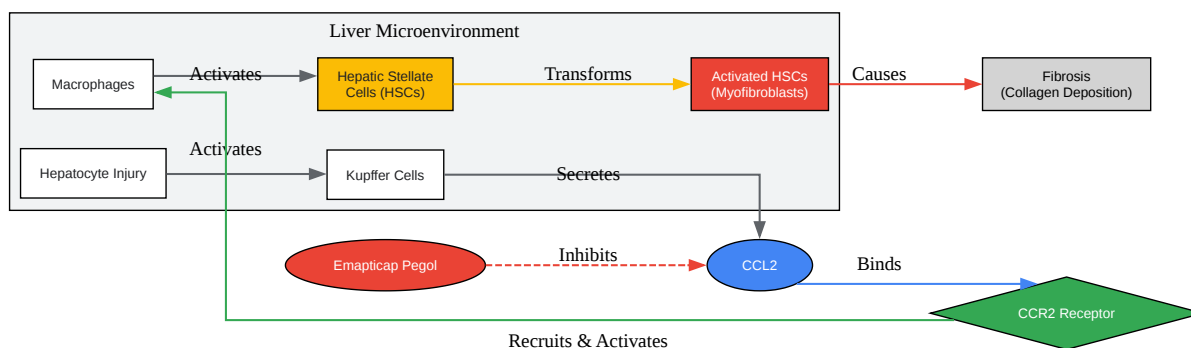 Liver Microenvironment
Macrophages
Activates
Hepatic Stellate
Cells (HSCs)
Transforms
Activated HSCs
(Myofibroblasts)
Causes
Fibrosis
(Collagen Deposition)
Hepatocyte Injury
Activates
Kupffer Cells
Secretes
Emapticap Pegol
Inhibits
CCL2
Binds
CCR2 Receptor
Recruits & Activates